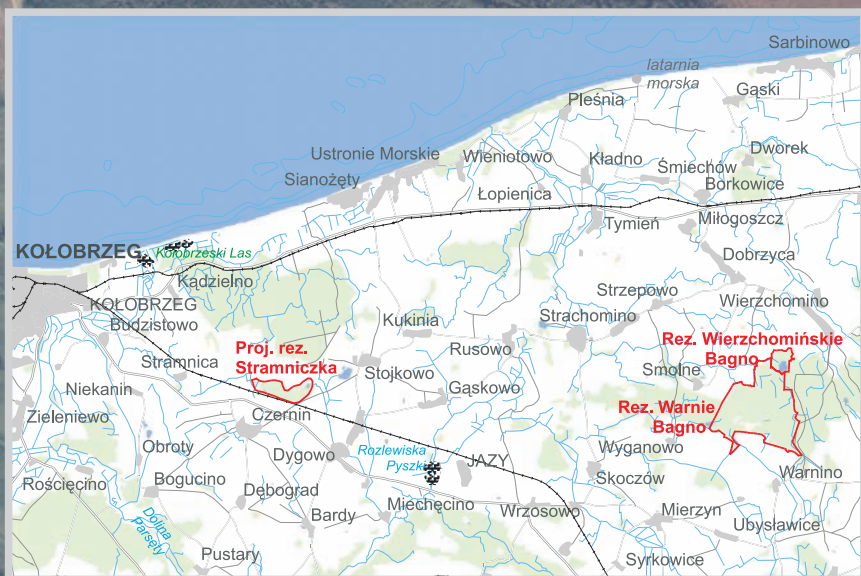 Sarbinowo
latarnia
morska
Gąski
Pleśnia
Dworek
Ustronie Morskie
Wieniotowo
Kładno
Śmiechów
Sianożęty
Borkowice
Łopienica
Tymień
Miłogoszcz
KOŁOBRZEG
Kołobrzeski Las
Dobrzyca
Kądzielno
Strzepowo
Wierzchomino
KOŁOBRZEG
Budzistowo
Kukinia
Strachomino
Stramnica
Proj. rez.
Stramniczka
Rusowo
Rez. Wierzchomińskie
Bagno
Stojkowo
Smolne
Niekanin
Gąskowo
Rez. Warnie
Bagno
Zieleniewo
Czernin
Obroty
Dygowo
Rozlewiska
Wyganowo
JAZY
Warnino
Rościęcino
Bogucino
Dębograd
Skoczów
Miechęcino
Wrzosowo
Mierzyn
Dolina
Parsęty
Bardy
Ubysławice
Pustary
Syrkowice